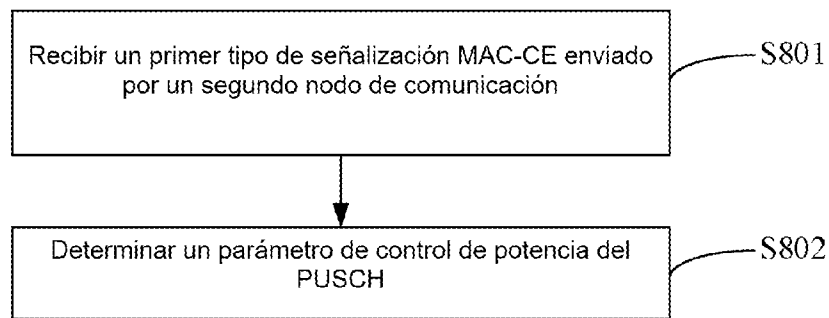 Recibir un primer tipo de señalización MAC-CE enviado
por un segundo nodo de comunicación
S801
Determinar un parámetro de control de potencia del
PUSCH
S802